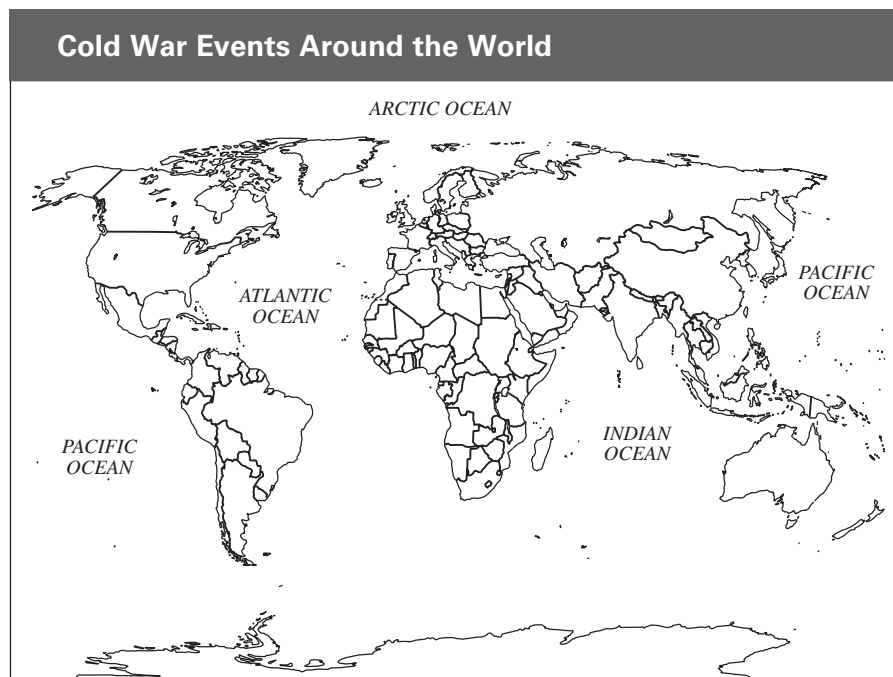 Cold War Events Around the World
ARCTIC OCEAN
ATLANTIC
OCEAN
PACIFIC
OCEAN
PACIFIC
OCEAN
INDIAN
OCEAN